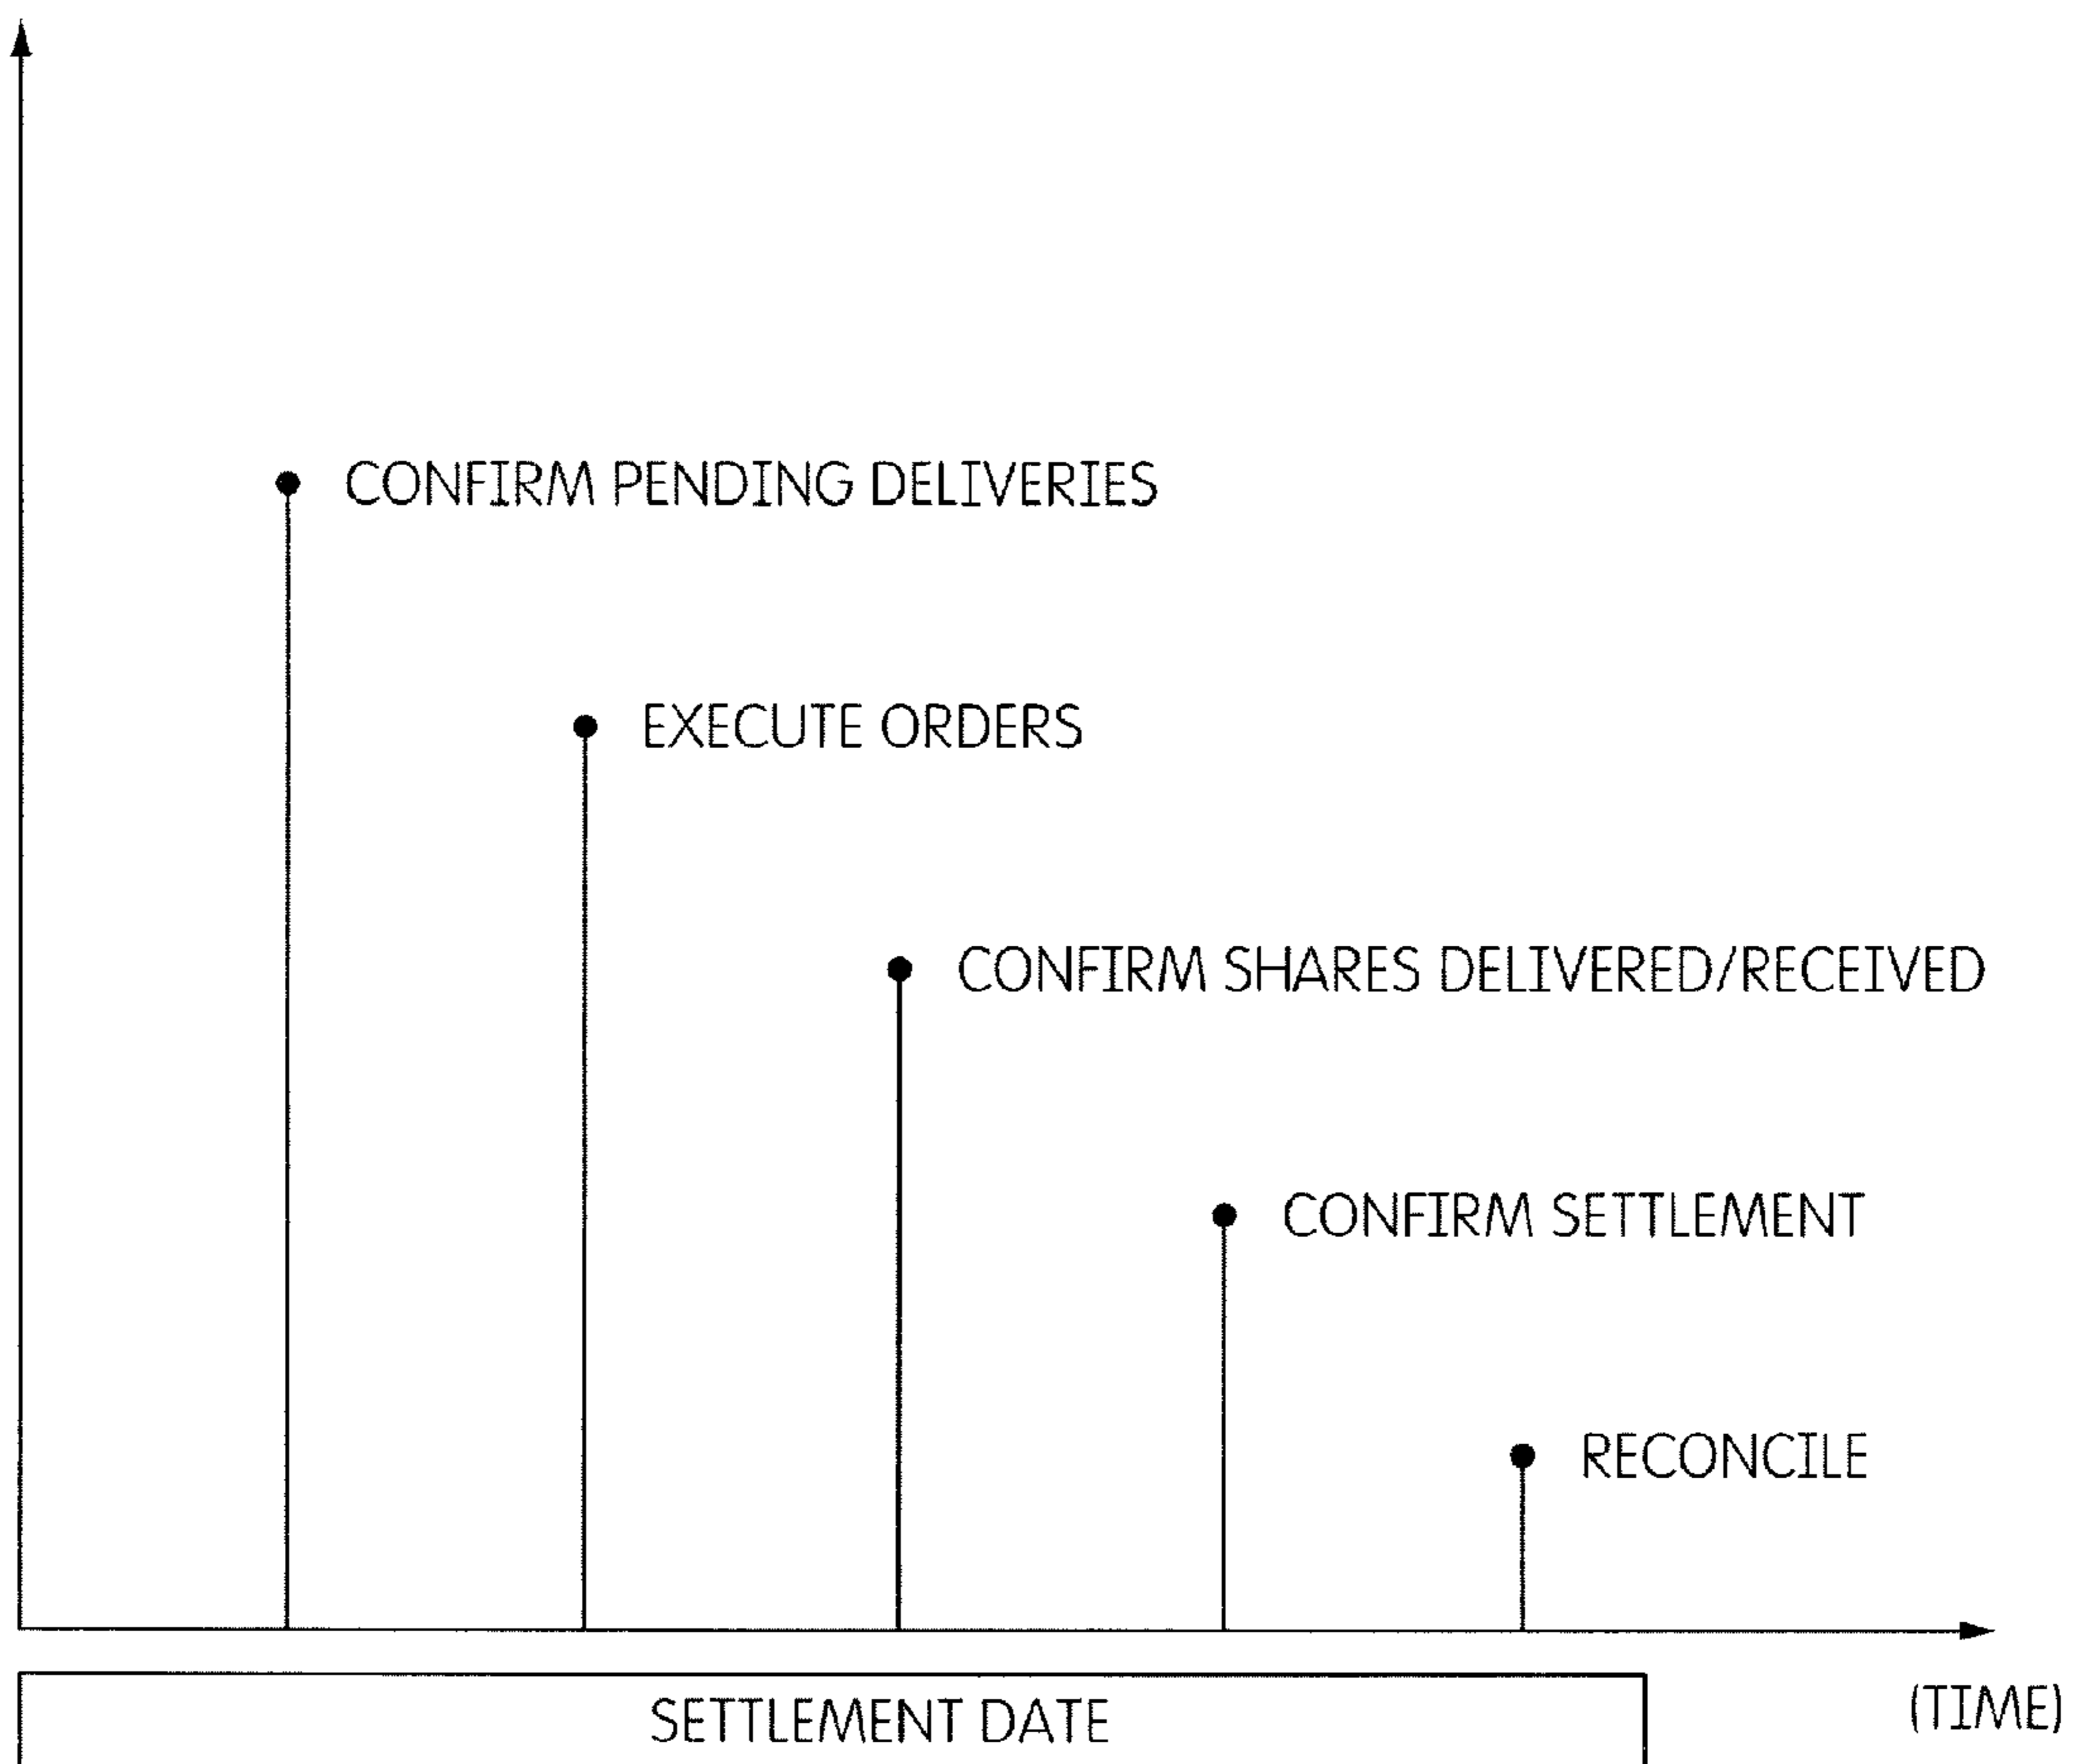 CONFIRM PENDING DELIVERIES
EXECUTE ORDERS
CONFIRM SHARES DELIVERED/RECEIVED
CONFIRM SETTLEMENT
RECONCILE
SETTLEMENT DATE
(TIME)